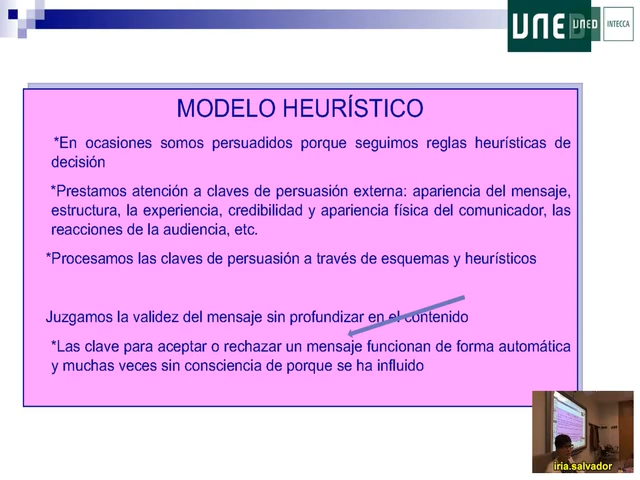 UNED
UNED
INTECCA
MODELO HEURÍSTICO
*En ocasiones somos persuadidos porque seguimos reglas heurísticas de
decisión
*Prestamos atención a claves de persuasión externa: apariencia del mensaje,
estructura, la experiencia, credibilidad y apariencia física del comunicador, las
reacciones de la audiencia, etc.
*Procesamos las claves de persuasión a través de esquemas y heurísticos
Juzgamos la validez del mensaje sin profundizar en el contenido
*Las clave para aceptar o rechazar un mensaje funcionan de forma automática
y muchas veces sin consciencia de porque se ha influido
iria.salvador